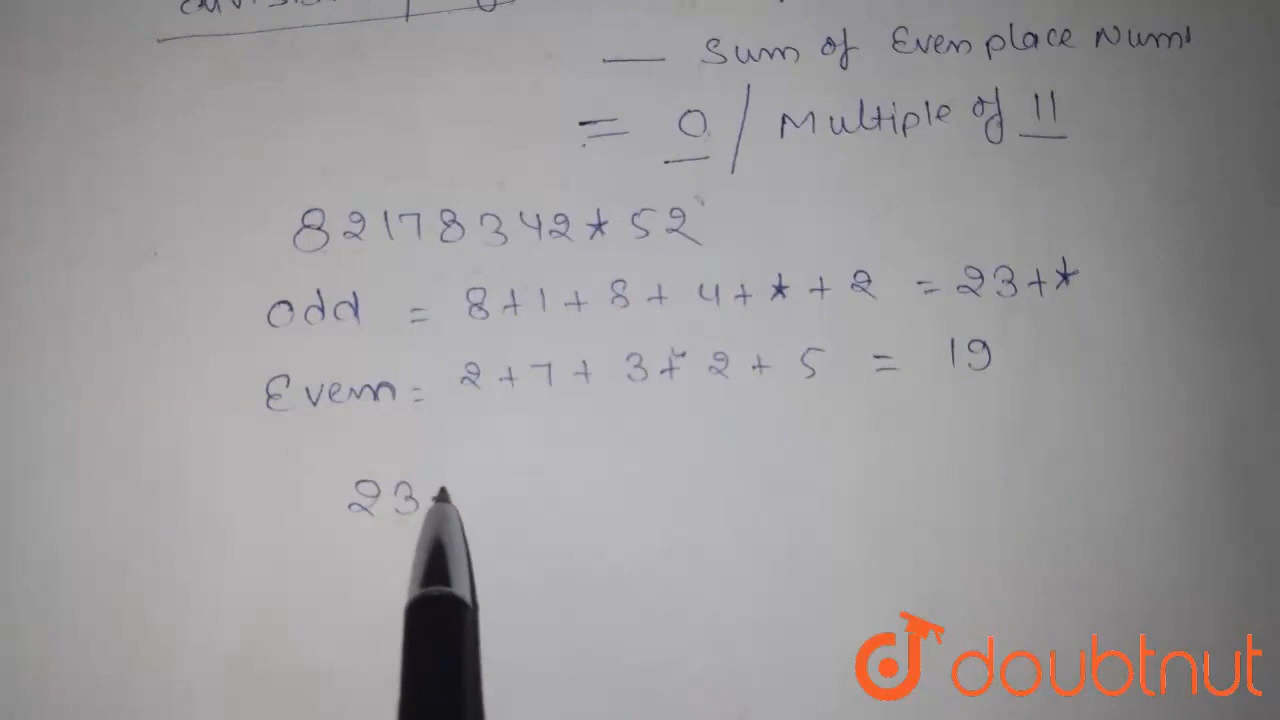 — Sum of Even place Num
= 0 / Multiple of 11
82178342*52
Odd = 8+1+8+4+*+2 = 23+*
Even = 2+7+3+2+5 = 19
23
doubtnut